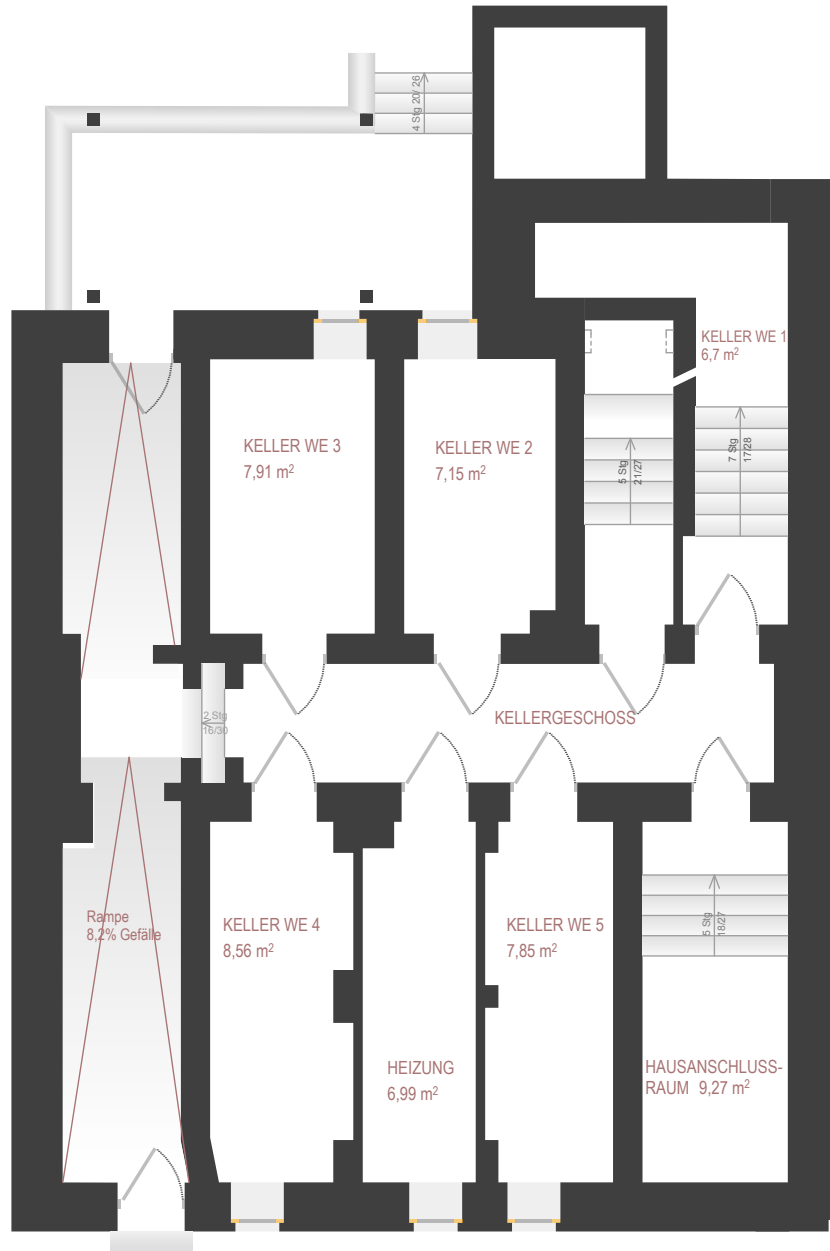 4 Stg 20/ 26
KELLER WE 1
6,7 m²
KELLER WE 3
7,91 m²
KELLER WE 2
7,15 m²
5 Stg
21/27
7 Stg
17/28
KELLERGESCHOSS
2 Stg
16/30
Rampe
8,2% Gefälle
KELLER WE 4
8,56 m²
KELLER WE 5
7,85 m²
5 Stg
18/27
HEIZUNG
6,99 m²
HAUSANSCHLUSS-
RAUM 9,27 m²